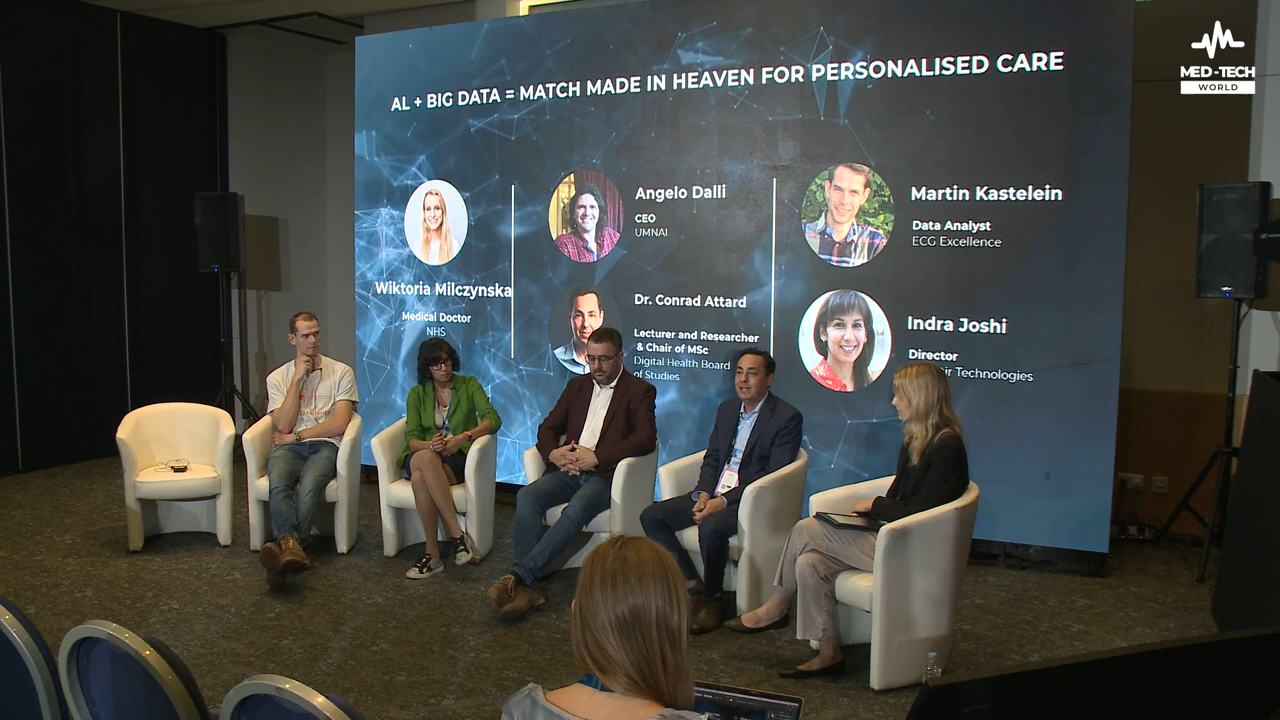 AL + BIG DATA = MATCH MADE IN HEAVEN FOR PERSONALISED CARE
MED-TECH
WORLD
Wiktoria Milczynska
Medical Doctor
NHS
Angelo Dalli
CEO
UMNAI
Dr. Conrad Attard
Lecturer and Researcher
& Chair of MSc
Digital Health Board
of Studies
Martin Kastelein
Data Analyst
ECG Excellence
Indra Joshi
Director
Technologies